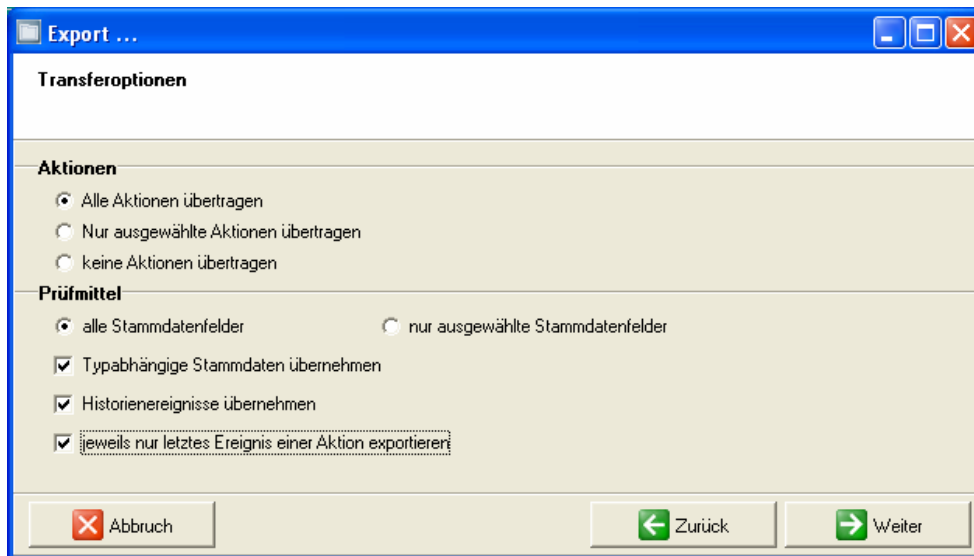 Export ...
Transferoptionen
Aktionen
Alle Aktionen übertragen
Nur ausgewählte Aktionen übertragen
keine Aktionen übertragen
Prüfmittel
alle Stammdatenfelder
nur ausgewählte Stammdatenfelder
Typabhängige Stammdaten übernehmen
Historienereignisse übernehmen
jeweils nur letztes Ereignis einer Aktion exportieren
Abbruch
Zurück
Weiter